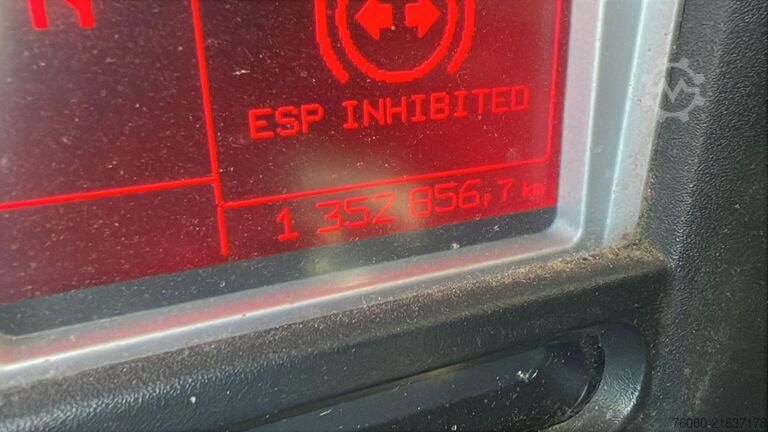 N
ESP INHIBITED
1 352 856.7 km
76080-21637178